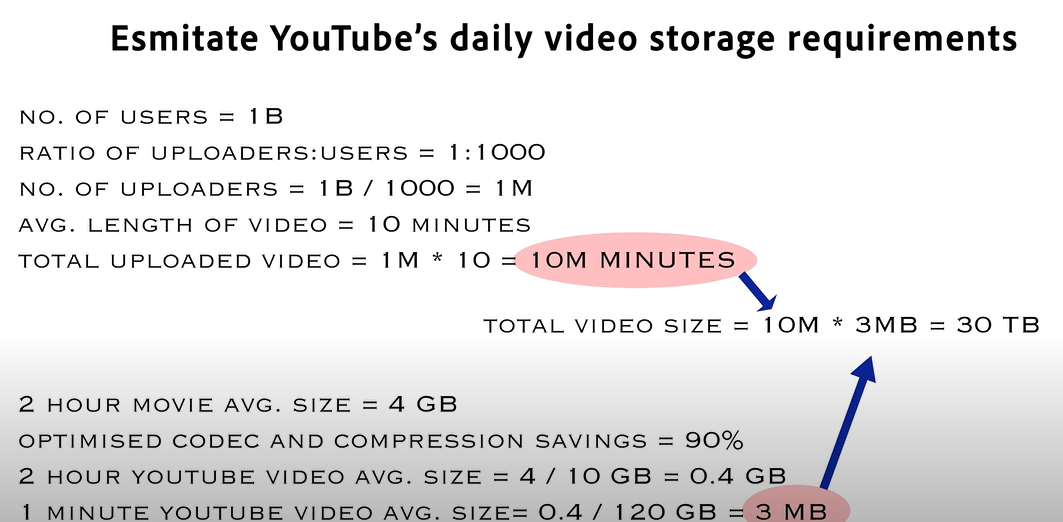 Esmitate YouTube's daily video storage requirements
NO. OF USERS = 1B
RATIO OF UPLOADERS:USERS = 1:1000
NO. OF UPLOADERS = 1B / 1000 = 1M
AVG. LENGTH OF VIDEO = 10 MINUTES
TOTAL UPLOADED VIDEO = 1M * 10 = 10M MINUTES
TOTAL VIDEO SIZE = 10M * 3MB = 30 TB
2 HOUR MOVIE AVG. SIZE = 4 GB
OPTIMISED CODEC AND COMPRESSION SAVINGS = 90%
2 HOUR YOUTUBE VIDEO AVG. SIZE = 4 / 10 GB = 0.4 GB
1 MINUTE YOUTUBE VIDEO AVG. SIZE= 0.4 / 120 GB = 3 MB